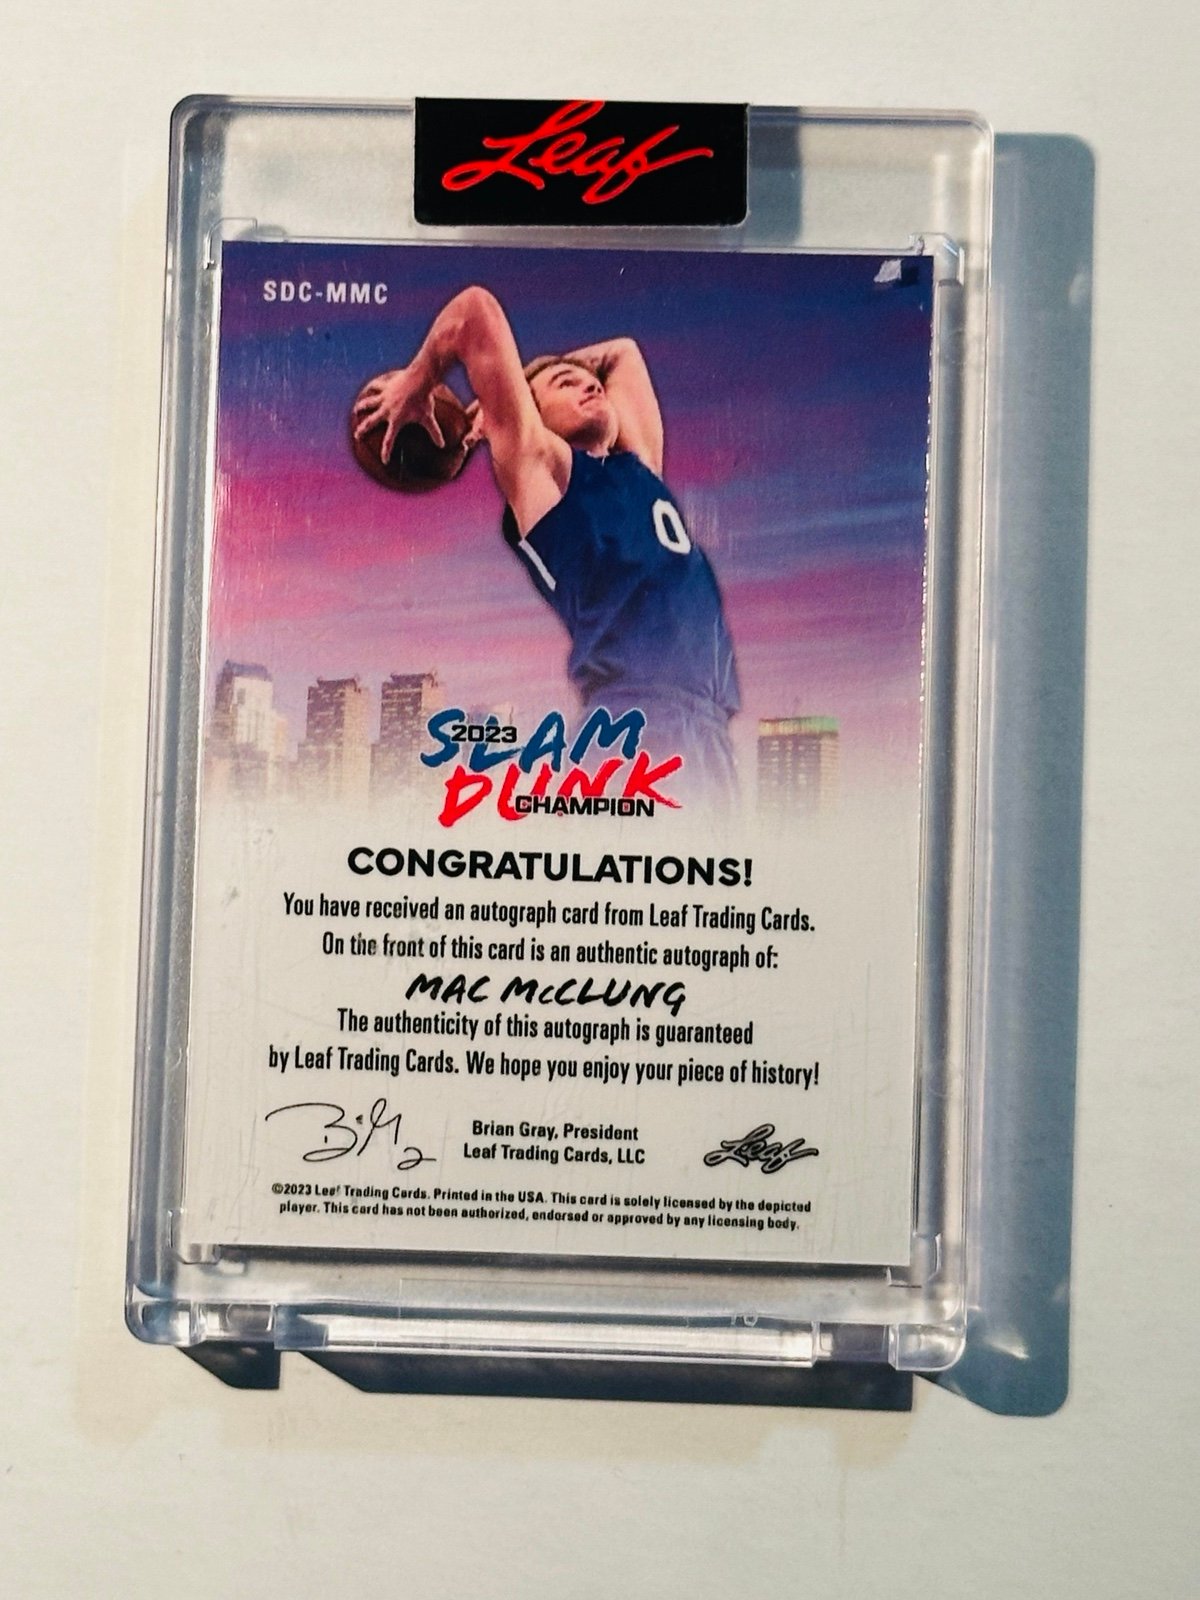 Leaf
SDC-MMC
0
2023
SLAM
DUNK
CHAMPION
CONGRATULATIONS!
You have received an autograph card from Leaf Trading Cards.
On the front of this card is an authentic autograph of:
MAC McCLUNG
The authenticity of this autograph is guaranteed
by Leaf Trading Cards. We hope you enjoy your piece of history!
Brian Gray, President
Leaf Trading Cards, LLC
Leaf
©2023 Leaf Trading Cards. Printed in the USA. This card is solely licensed by the depicted
player. This card has not been authorized, endorsed or approved by any licensing body.